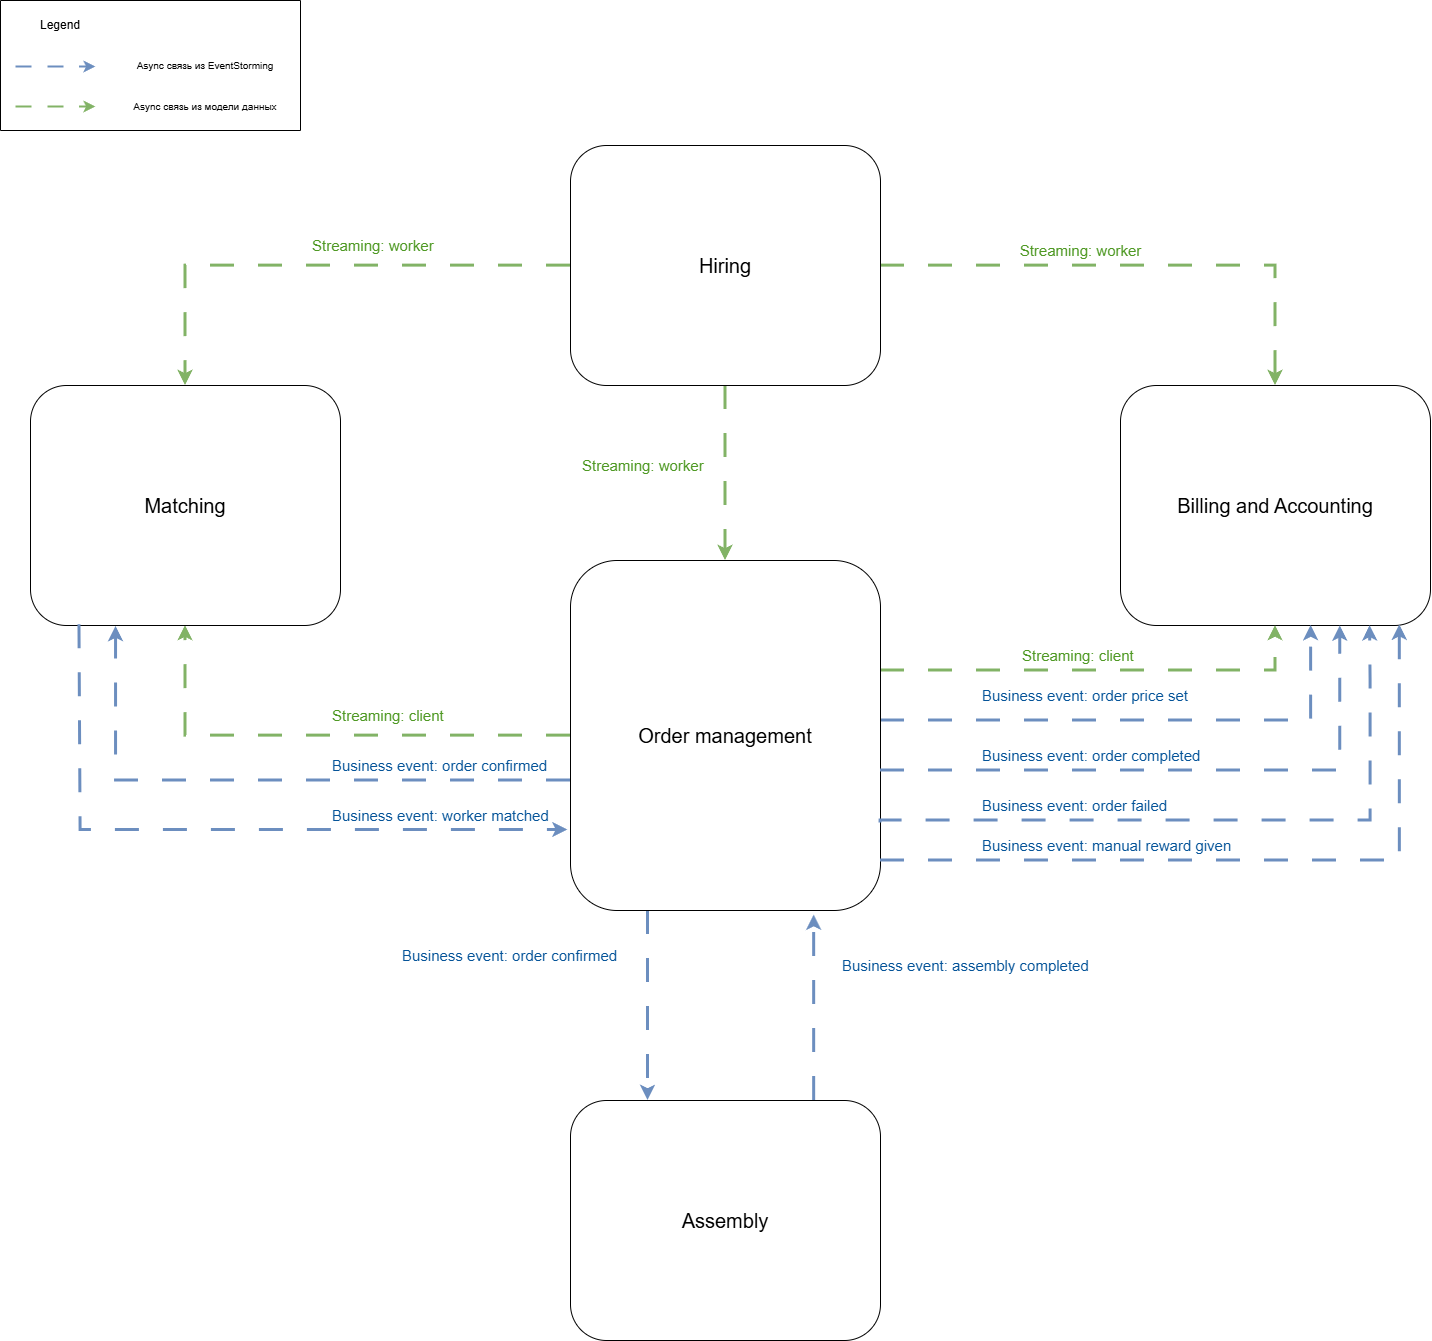 Legend
Async связь из EventStorming
Async связь из модели данных
Streaming: worker
Hiring
Streaming: worker
Streaming: worker
Matching
Billing and Accounting
Streaming: client
Business event: order confirmed
Business event: worker matched
Order management
Streaming: client
Business event: order price set
Business event: order completed
Business event: order failed
Business event: manual reward given
Business event: order confirmed
Business event: assembly completed
Assembly